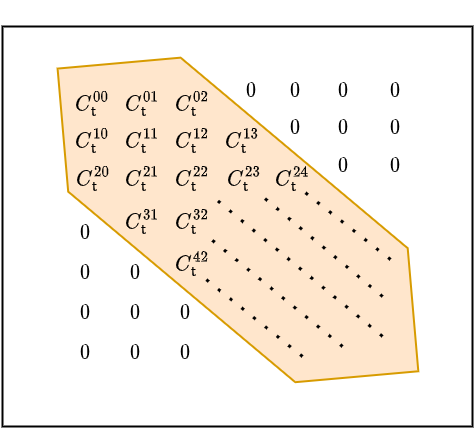 C_t^{00} C_t^{01} C_t^{02} 0 0 0 0
C_t^{10} C_t^{11} C_t^{12} C_t^{13} 0 0 0
C_t^{20} C_t^{21} C_t^{22} C_t^{23} C_t^{24} 0 0
0 C_t^{31} C_t^{32}
0 0 C_t^{42}
0 0 0
0 0 0